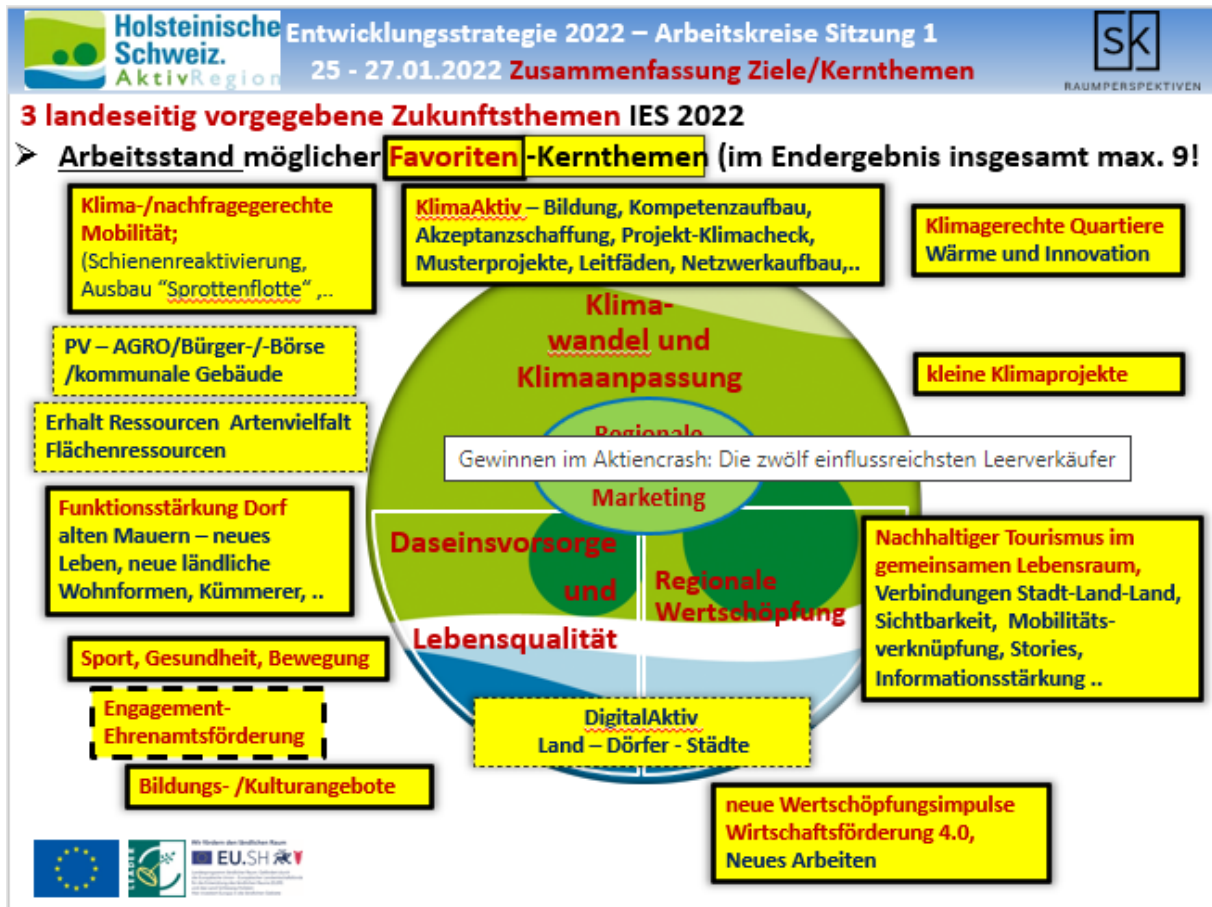 Holsteinische
Schweiz.
AktivRegion
Entwicklungsstrategie 2022 – Arbeitskreise Sitzung 1
25 - 27.01.2022 Zusammenfassung Ziele/Kernthemen
SK
RAUMPERSPEKTIVEN
3 landeseitig vorgegebene Zukunftsthemen IES 2022
➢ Arbeitsstand möglicher Favoriten -Kernthemen (im Endergebnis insgesamt max. 9!
Klima-/nachfragegerechte
Mobilität;
(Schienenreaktivierung,
Ausbau “Sprottenflotte“ ,..
KlimaAktiv – Bildung, Kompetenzaufbau,
Akzeptanzschaffung, Projekt-Klimacheck,
Musterprojekte, Leitfäden, Netzwerkaufbau,..
Klimagerechte Quartiere
Wärme und Innovation
Klima-
wandel und
Klimaanpassung
PV – AGRO/Bürger-/-Börse
/kommunale Gebäude
kleine Klimaprojekte
Erhalt Ressourcen Artenvielfalt
Flächenressourcen
Regionale
Gewinnen im Aktiencrash: Die zwölf einflussreichsten Leerverkäufer
Marketing
Funktionsstärkung Dorf
alten Mauern – neues
Leben, neue ländliche
Wohnformen, Kümmerer, ..
Daseinsvorsorge
und
Lebensqualität
Regionale
Wertschöpfung
Nachhaltiger Tourismus im
gemeinsamen Lebensraum,
Verbindungen Stadt-Land-Land,
Sichtbarkeit, Mobilitäts-
verknüpfung, Stories,
Informationsstärkung ..
Sport, Gesundheit, Bewegung
Engagement-
Ehrenamtsförderung
Bildungs- /Kulturangebote
DigitalAktiv
Land – Dörfer - Städte
neue Wertschöpfungsimpulse
Wirtschaftsförderung 4.0,
Neues Arbeiten
LEADER
Wir fördern den ländlichen Raum
EU.SH